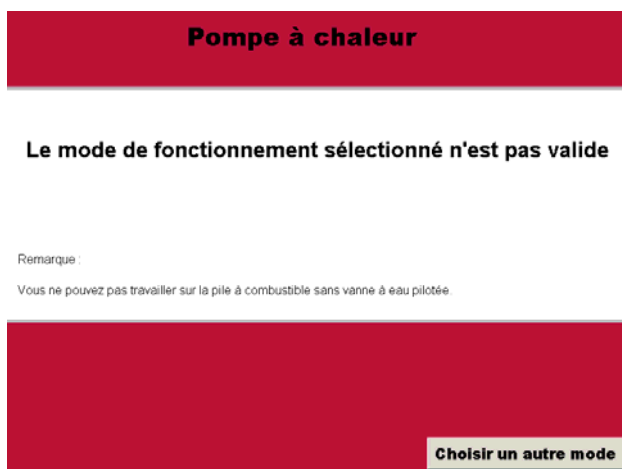 Pompe à chaleur
Le mode de fonctionnement sélectionné n'est pas valide
Remarque :
Vous ne pouvez pas travailler sur la pile à combustible sans vanne à eau pilotée.
Choisir un autre mode